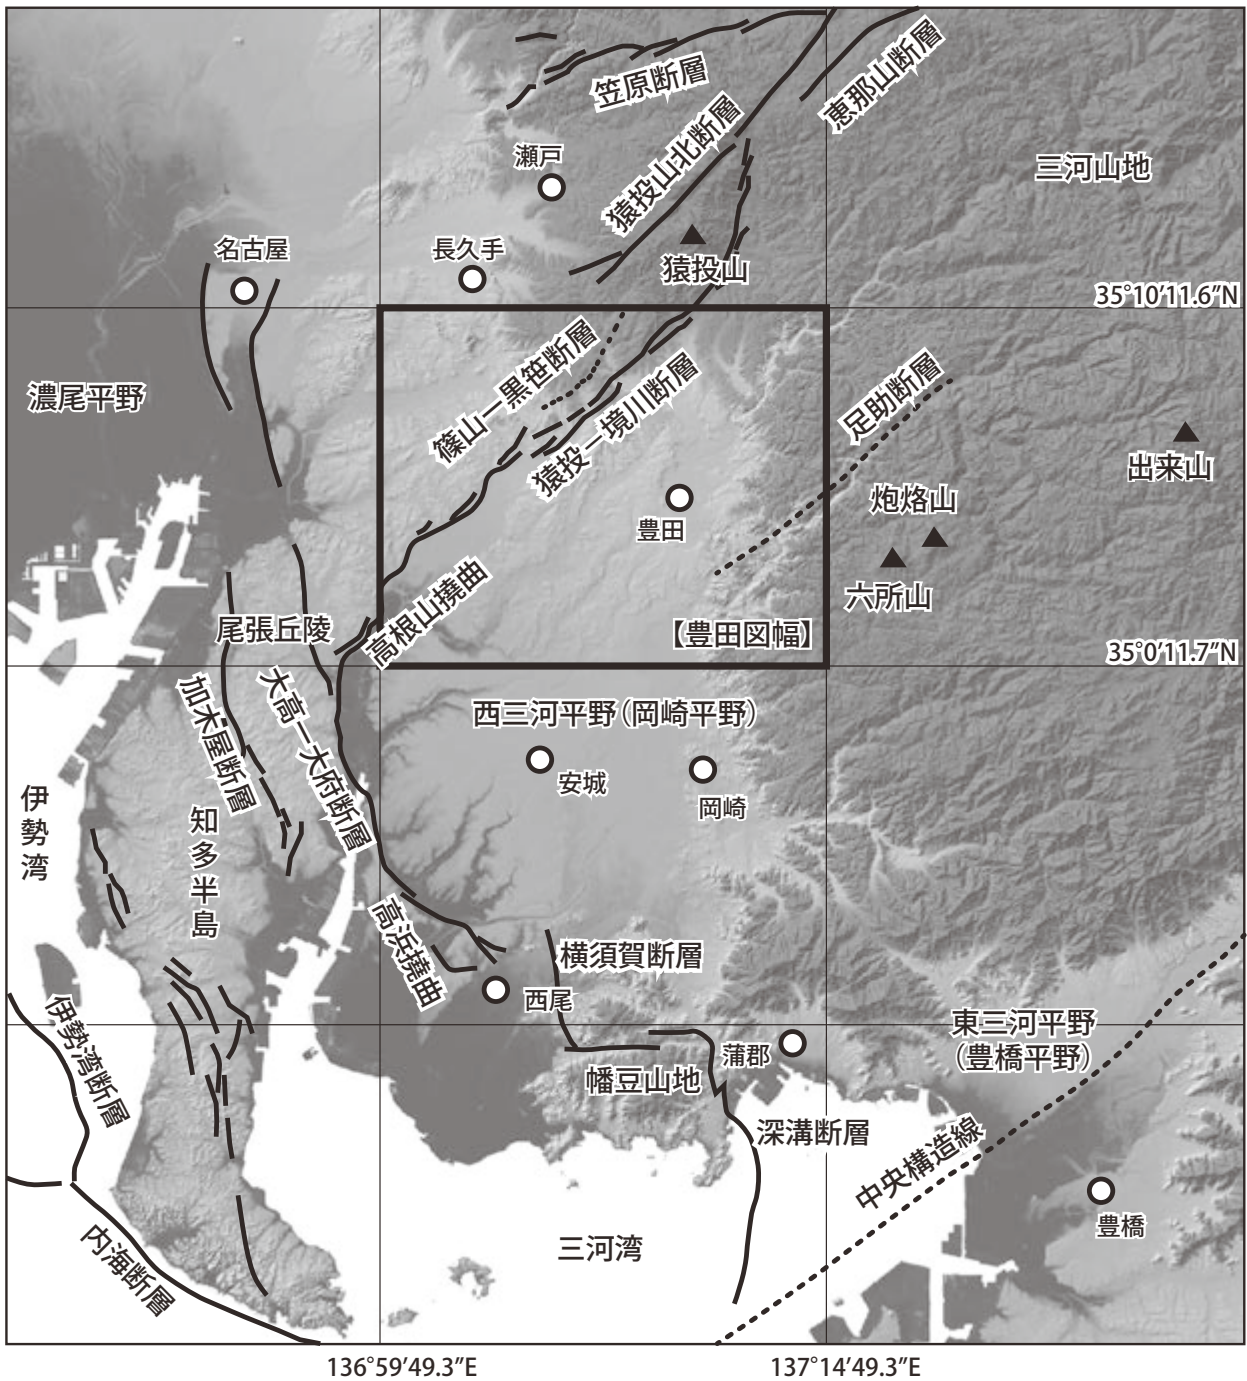 笠原断層
恵那山断層
猿投山北断層
瀬戸
三河山地
名古屋
長久手
猿投山
35°10′11.6″N
濃尾平野
篠山ー黒笹断層
猿投ー境川断層
足助断層
出来山
炮烙山
豊田
六所山
高根山撓曲
尾張丘陵
【豊田図幅】
35°0′11.7″N
加木屋断層
大高ー大府断層
西三河平野（岡崎平野）
安城
岡崎
伊勢湾
知多半島
高浜撓曲
横須賀断層
西尾
伊勢湾断層
東三河平野
（豊橋平野）
蒲郡
幡豆山地
深溝断層
中央構造線
豊橋
内海断層
三河湾
136°59′49.3″E
137°14′49.3″E